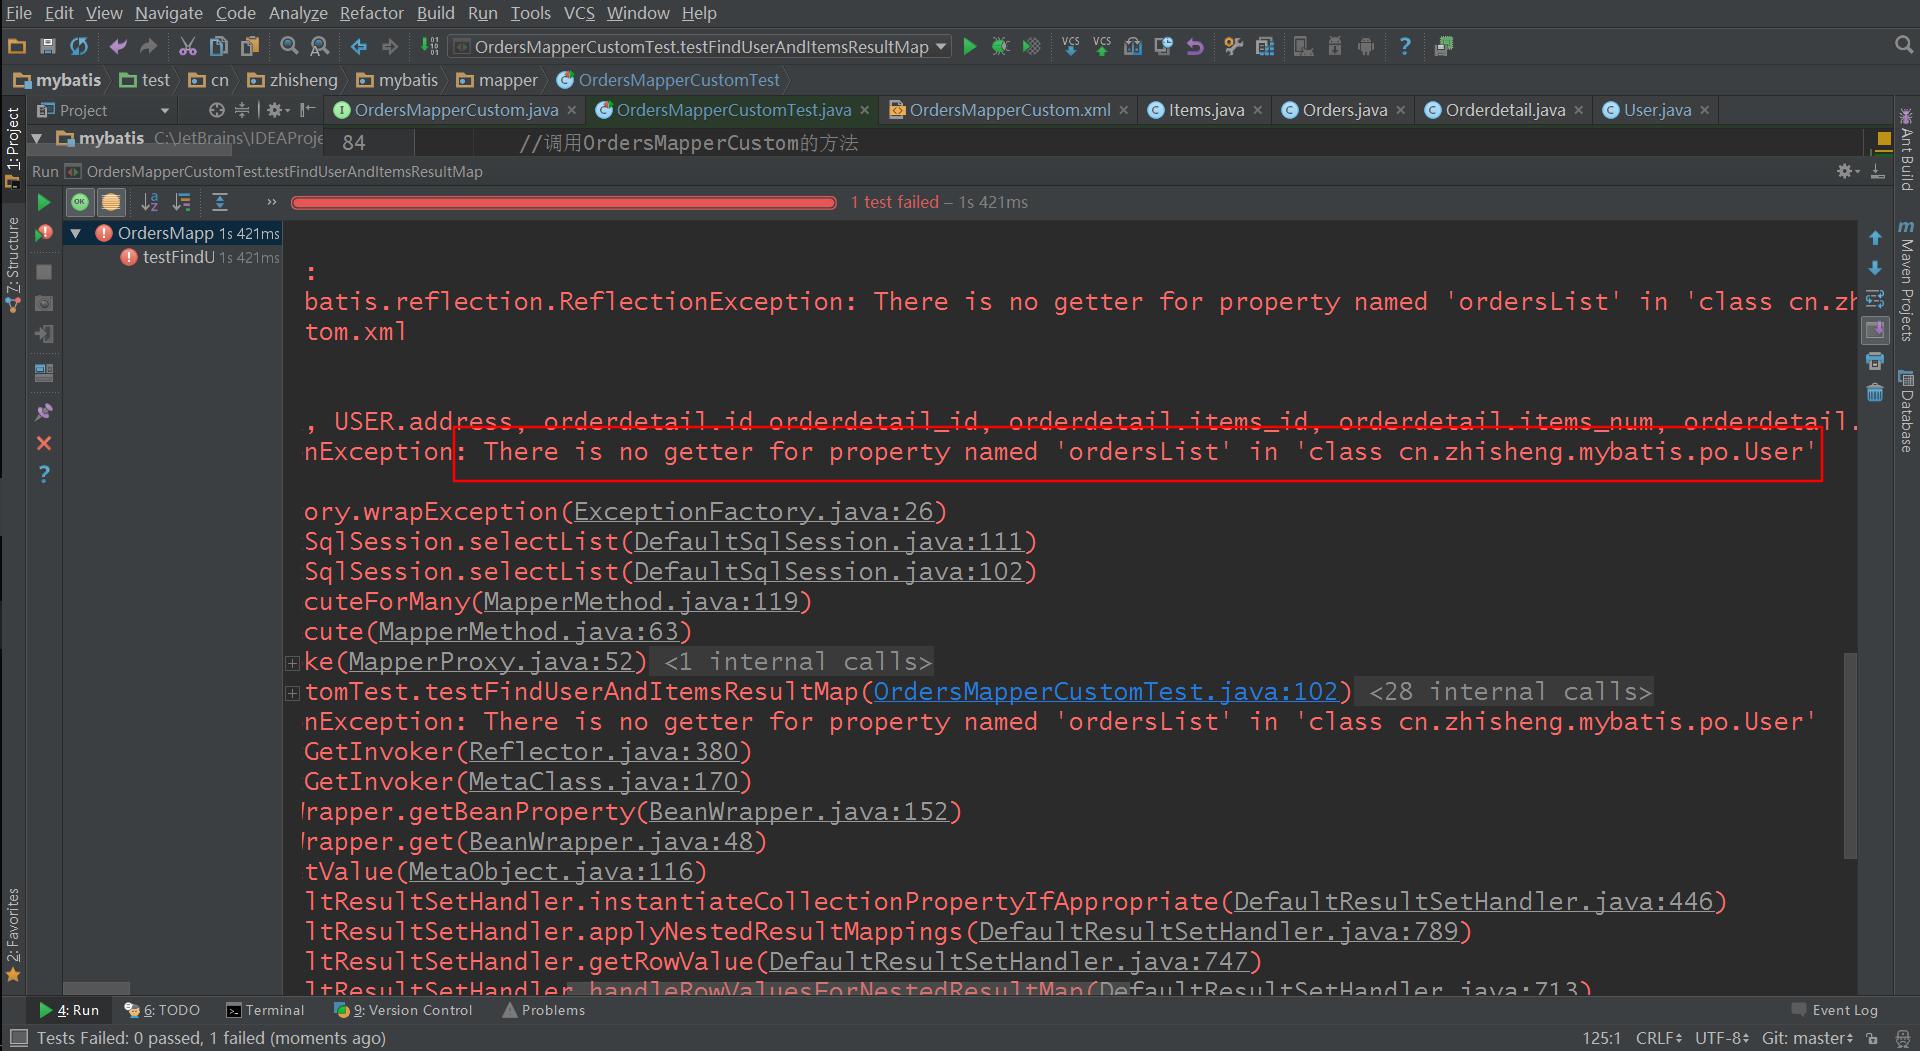 File Edit View Navigate Code Analyze Refactor Build Run Tools VCS Window Help
OrdersMapperCustomTest.testFindUserAndItemsResultMap
mybatis test cn zhisheng mybatis mapper OrdersMapperCustomTest
Project OrdersMapperCustom.java OrdersMapperCustomTest.java OrdersMapperCustom.xml Items.java Orders.java Orderdetail.java User.java
mybatis C:\JetBrains\IDEAProje 84 //调用OrdersMapperCustom的方法
Run OrdersMapperCustomTest.testFindUserAndItemsResultMap
1 test failed – 1s 421ms
OrdersMapp 1s 421ms
testFindU 1s 421ms
:
batis.reflection.ReflectionException: There is no getter for property named 'ordersList' in 'class cn.zh
tom.xml
, USER.address, orderdetail.id orderdetail_id, orderdetail.items_id, orderdetail.items_num, orderdetail.
nException: There is no getter for property named 'ordersList' in 'class cn.zhisheng.mybatis.po.User'
ory.wrapException(ExceptionFactory.java:26)
SqlSession.selectList(DefaultSqlSession.java:111)
SqlSession.selectList(DefaultSqlSession.java:102)
cuteForMany(MapperMethod.java:119)
cute(MapperMethod.java:63)
ke(MapperProxy.java:52) <1 internal calls>
tomTest.testFindUserAndItemsResultMap(OrdersMapperCustomTest.java:102) <28 internal calls>
nException: There is no getter for property named 'ordersList' in 'class cn.zhisheng.mybatis.po.User'
GetInvoker(Reflector.java:380)
GetInvoker(MetaClass.java:170)
Wrapper.getBeanProperty(BeanWrapper.java:152)
Wrapper.get(BeanWrapper.java:48)
tValue(MetaObject.java:116)
ltResultSetHandler.instantiateCollectionPropertyIfAppropriate(DefaultResultSetHandler.java:446)
ltResultSetHandler.applyNestedResultMappings(DefaultResultSetHandler.java:789)
ltResultSetHandler.getRowValue(DefaultResultSetHandler.java:747)
ltResultSetHandler.handleRowValuesForNestedResultMap(DefaultResultSetHandler.java:713)
1: Project
Z: Structure
2: Favorites
Ant Build
Maven Projects
Database
4: Run 6: TODO Terminal 9: Version Control Problems Event Log
Tests Failed: 0 passed, 1 failed (moments ago) 125:1 CRLF UTF-8 Git: master